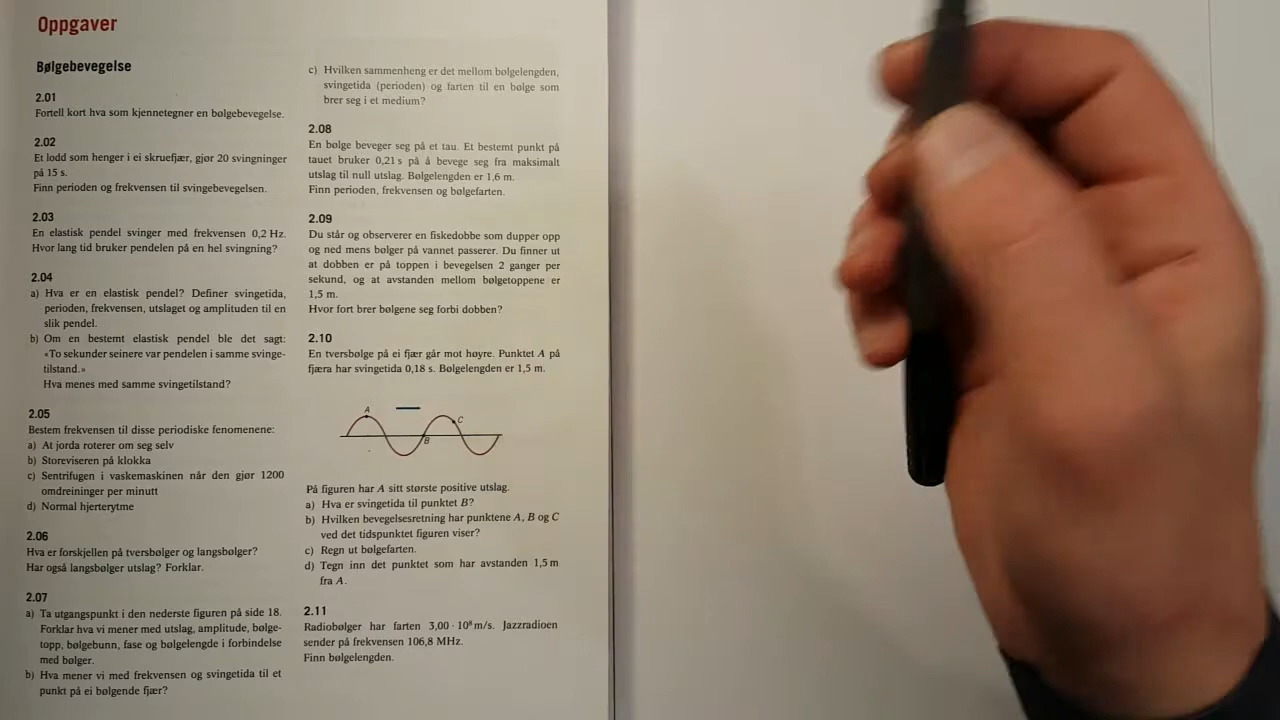 Oppgaver
Bølgebevegelse
2.01
Fortell kort hva som kjennetegner en bølgebevegelse.
2.02
Et lodd som henger i ei skruefjær, gjør 20 svingninger
på 15 s.
Finn perioden og frekvensen til svingebevegelsen.
2.03
En elastisk pendel svinger med frekvensen 0,2 Hz.
Hvor lang tid bruker pendelen på en hel svingning?
2.04
a) Hva er en elastisk pendel? Definer svingetida,
perioden, frekvensen, utslaget og amplituden til en
slik pendel.
b) Om en bestemt elastisk pendel ble det sagt:
«To sekunder seinere var pendelen i samme svinge-
tilstand.»
Hva menes med samme svingetilstand?
2.05
Bestem frekvensen til disse periodiske fenomenene:
a) At jorda roterer om seg selv
b) Storeviseren på klokka
c) Sentrifugen i vaskemaskinen når den gjør 1200
omdreininger per minutt
d) Normal hjerterytme
2.06
Hva er forskjellen på tversbølger og langsbølger?
Har også langsbølger utslag? Forklar.
2.07
a) Ta utgangspunkt i den nederste figuren på side 18.
Forklar hva vi mener med utslag, amplitude, bølge-
topp, bølgebunn, fase og bølgelengde i forbindelse
med bølger.
b) Hva mener vi med frekvensen og svingetida til et
punkt på ei bølgende fjær?
c) Hvilken sammenheng er det mellom bølgelengden,
svingetida (perioden) og farten til en bølge som
brer seg i et medium?
2.08
En bølge beveger seg på et tau. Et bestemt punkt på
tauet bruker 0,21 s på å bevege seg fra maksimalt
utslag til null utslag. Bølgelengden er 1,6 m.
Finn perioden, frekvensen og bølgefarten.
2.09
Du står og observerer en fiskedobbe som dupper opp
og ned mens bølger på vannet passerer. Du finner ut
at dobben er på toppen i bevegelsen 2 ganger per
sekund, og at avstanden mellom bølgetoppene er
1,5 m.
Hvor fort brer bølgene seg forbi dobben?
2.10
En tversbølge på ei fjær går mot høyre. Punktet A på
fjæra har svingetida 0,18 s. Bølgelengden er 1,5 m.
A
C
B
På figuren har A sitt største positive utslag.
a) Hva er svingetida til punktet B?
b) Hvilken bevegelsesretning har punktene A, B og C
ved det tidspunktet figuren viser?
c) Regn ut bølgefarten.
d) Tegn inn det punktet som har avstanden 1,5 m
fra A.
2.11
Radiobølger har farten 3,00 · 10⁸ m/s. Jazzradioen
sender på frekvensen 106,8 MHz.
Finn bølgelengden.